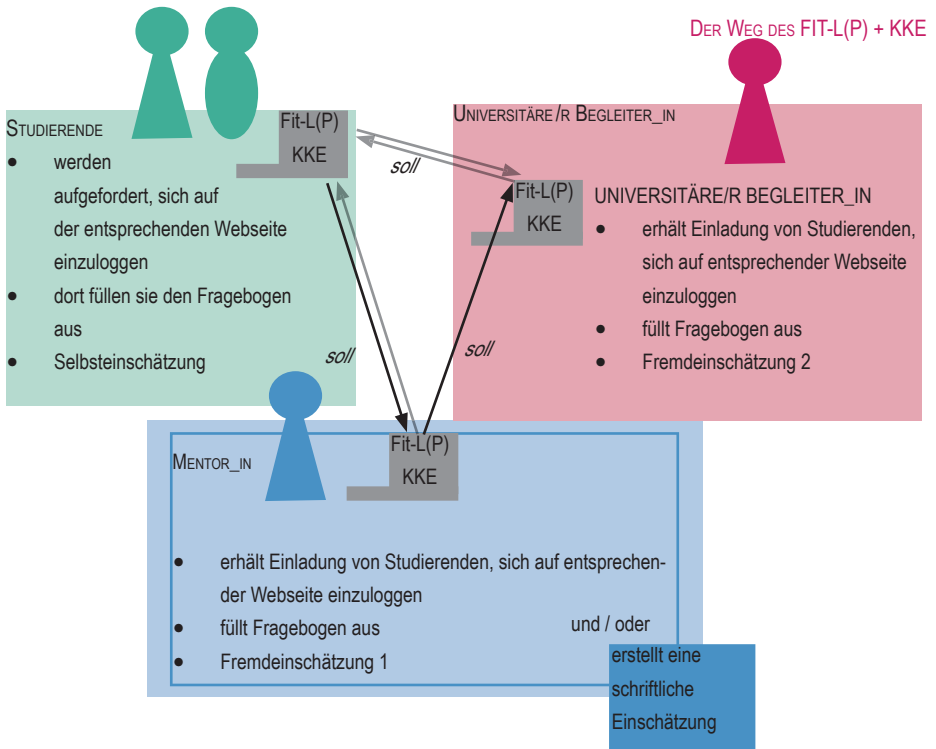 DER WEG DES FIT-L(P) + KKE
STUDIERENDE
Fit-L(P)
KKE
• werden
aufgefordert, sich auf
der entsprechenden Webseite
einzuloggen
• dort füllen sie den Fragebogen
aus
• Selbsteinschätzung
soll
soll
soll
UNIVERSITÄRE /R BEGLEITER_IN
Fit-L(P)
KKE
UNIVERSITÄRE/R BEGLEITER_IN
• erhält Einladung von Studierenden,
sich auf entsprechender Webseite
einzuloggen
• füllt Fragebogen aus
• Fremdeinschätzung 2
MENTOR_IN
Fit-L(P)
KKE
• erhält Einladung von Studierenden, sich auf entsprechen-
der Webseite einzuloggen
• füllt Fragebogen aus
• Fremdeinschätzung 1
und / oder
erstellt eine
schriftliche
Einschätzung